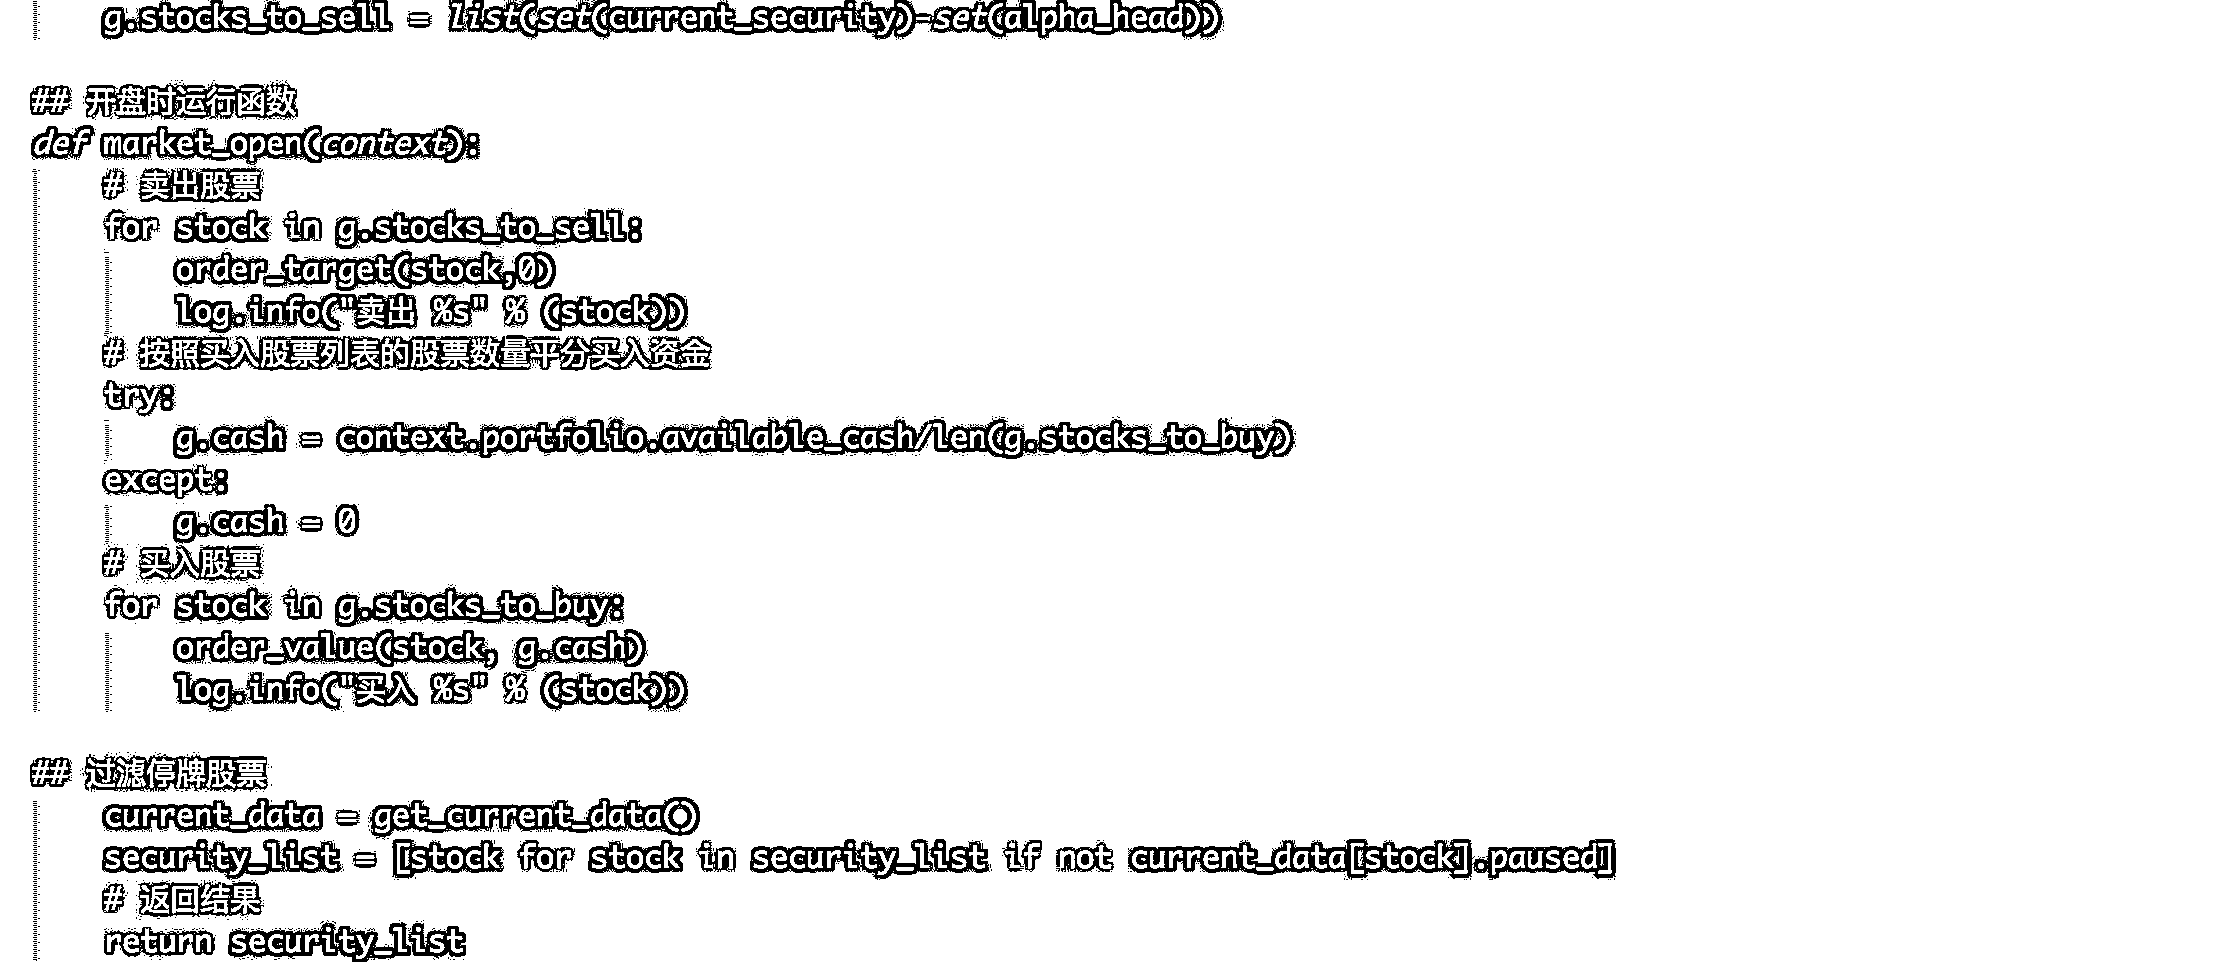 g.stocks_to_sell = list(set(current_security)-set(alpha_head))
## 开盘时运行函数
def market_open(context):
# 卖出股票
for stock in g.stocks_to_sell:
order_target(stock,0)
log.info("卖出 %s" % (stock))
# 按照买入股票列表的股票数量平分买入资金
try:
g.cash = context.portfolio.available_cash/len(g.stocks_to_buy)
except:
g.cash = 0
# 买入股票
for stock in g.stocks_to_buy:
order_value(stock, g.cash)
log.info("买入 %s" % (stock))
## 过滤停牌股票
current_data = get_current_data()
security_list = [stock for stock in security_list if not current_data[stock].paused]
# 返回结果
return security_list